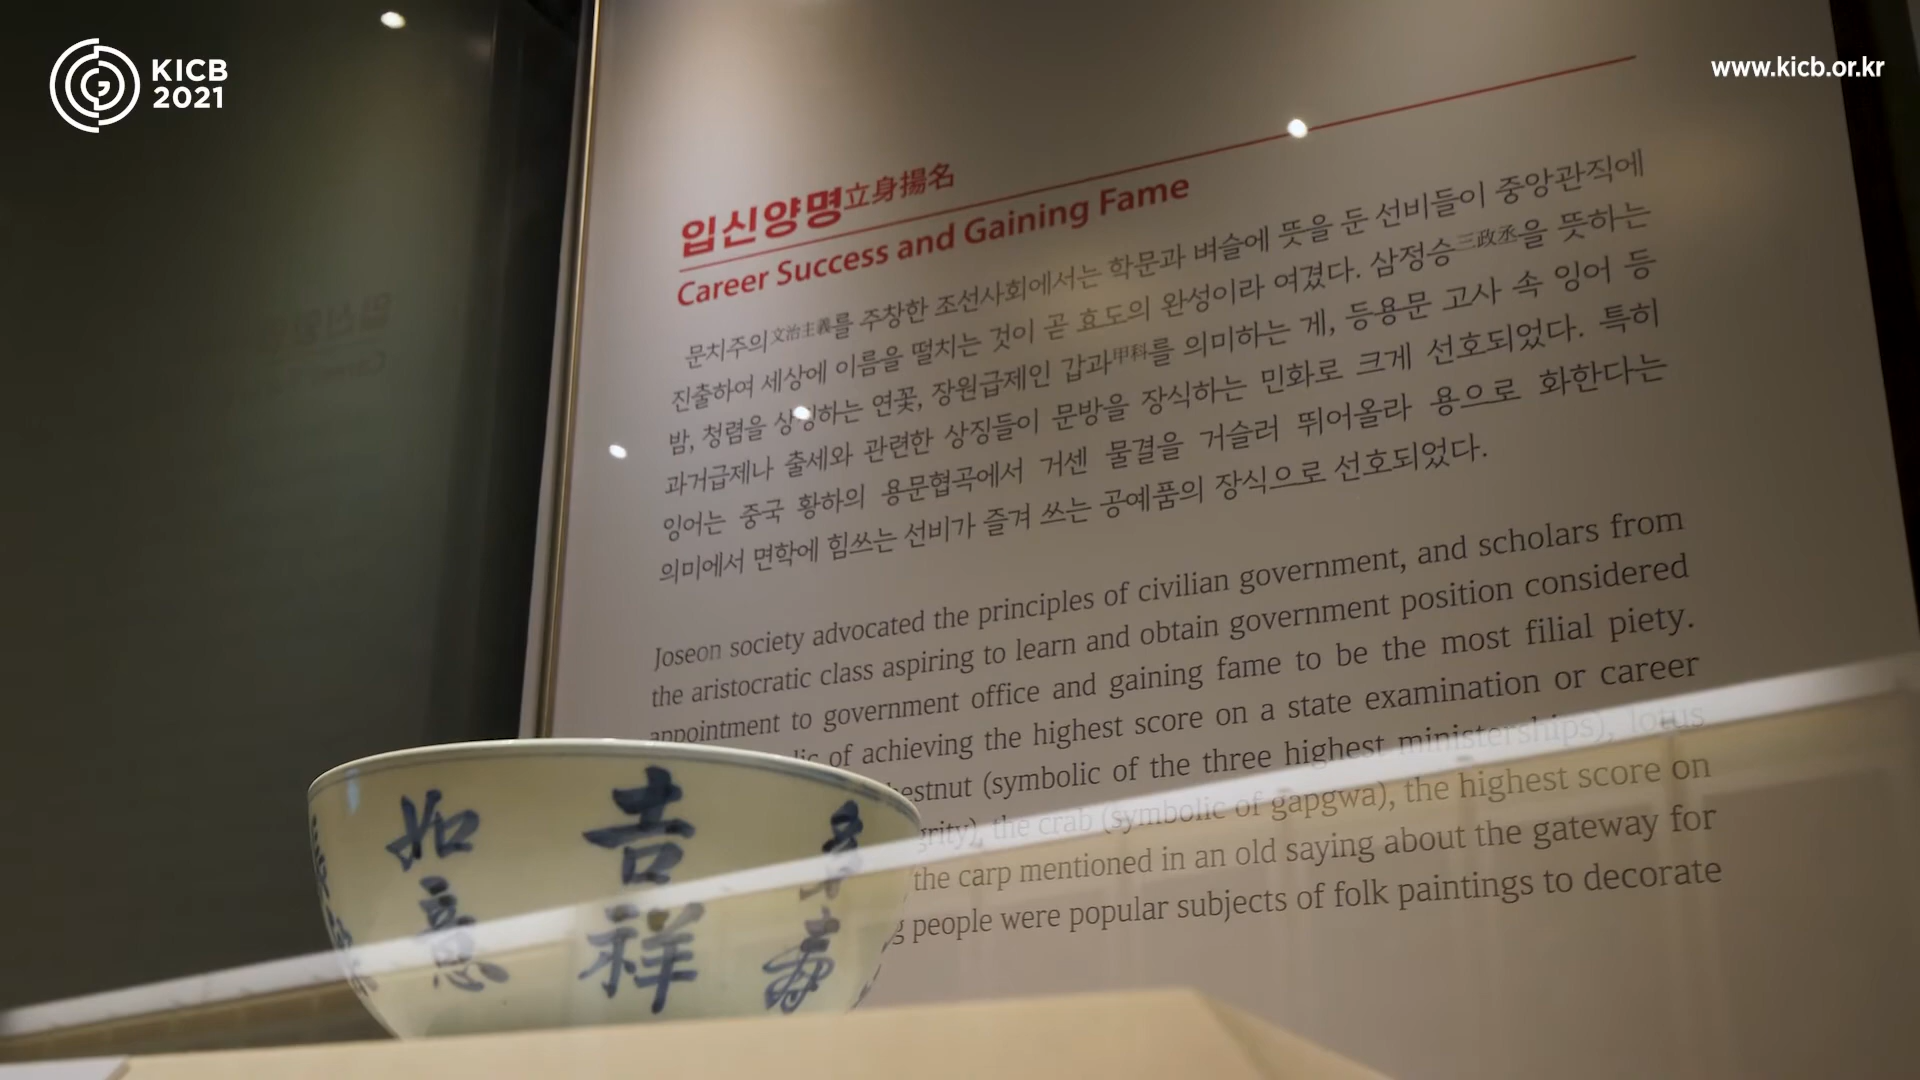 KICB
2021
www.kicb.or.kr
입신양명立身揚名
Career Success and Gaining Fame
문치주의文治主義를 주창한 조선사회에서는 학문과 벼슬에 뜻을 둔 선비들이 중앙관직에
진출하여 세상에 이름을 떨치는 것이 곧 효도의 완성이라 여겼다. 삼정승三政丞을 뜻하는
밤, 청렴을 상징하는 연꽃, 장원급제인 갑과甲科를 의미하는 게, 등용문 고사 속 잉어 등
과거급제나 출세와 관련한 상징들이 문방을 장식하는 민화로 크게 선호되었다. 특히
잉어는 중국 황하의 용문협곡에서 거센 물결을 거슬러 뛰어올라 용으로 화한다는
의미에서 면학에 힘쓰는 선비가 즐겨 쓰는 공예품의 장식으로 선호되었다.
Joseon society advocated the principles of civilian government, and scholars from
the aristocratic class aspiring to learn and obtain government position considered
appointment to government office and gaining fame to be the most filial piety.
of achieving the highest score on a state examination or career
(symbolic of the three highest ministerships), lotus
the crab (symbolic of gapgwa), the highest score on
the carp mentioned in an old saying about the gateway for
people were popular subjects of folk paintings to decorate
如意
吉祥
壽